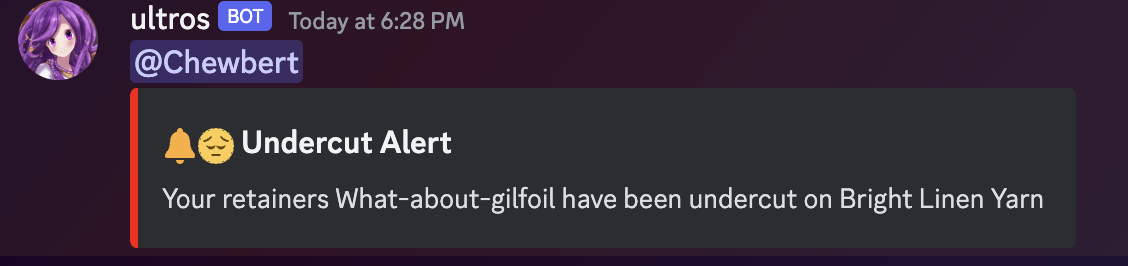 ultros BOT Today at 6:28 PM
@Chewbert
🔔😔 Undercut Alert
Your retainers What-about-gilfoil have been undercut on Bright Linen Yarn